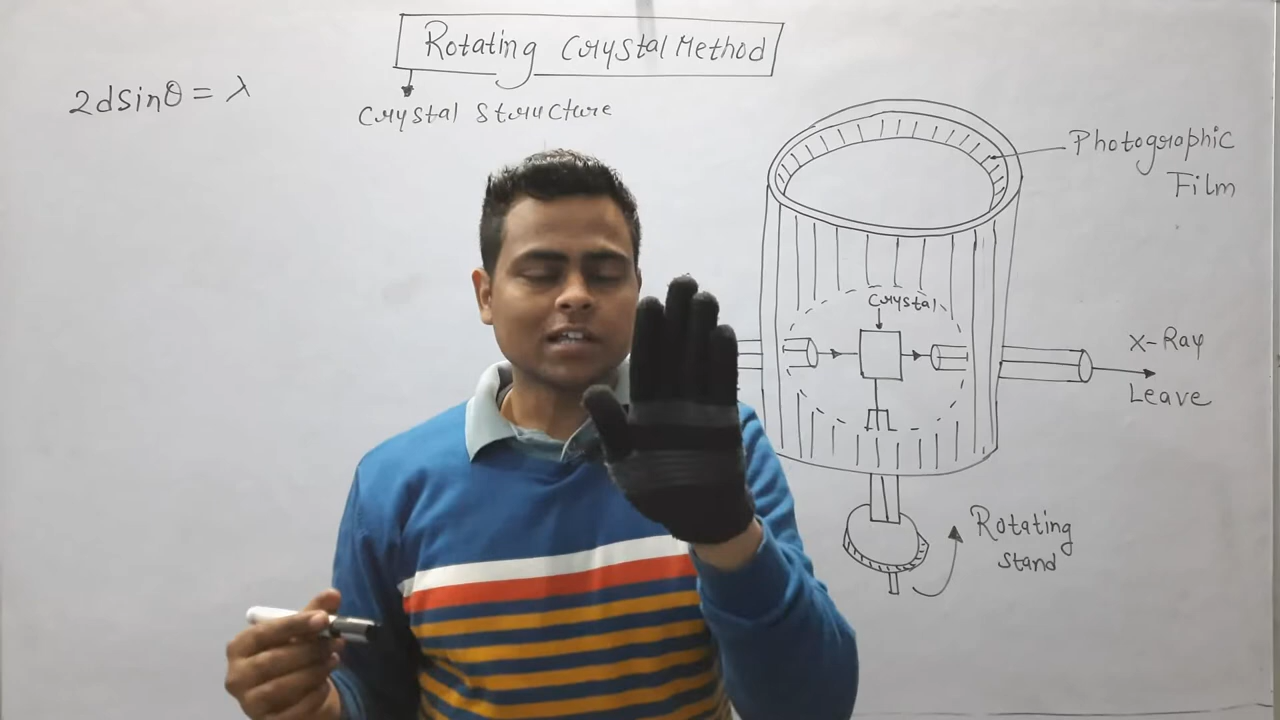 Rotating Crystal Method
2dsinθ = λ
Crystal Structure
Photographic
Film
Crystal
X-Ray
Leave
Rotating
Stand